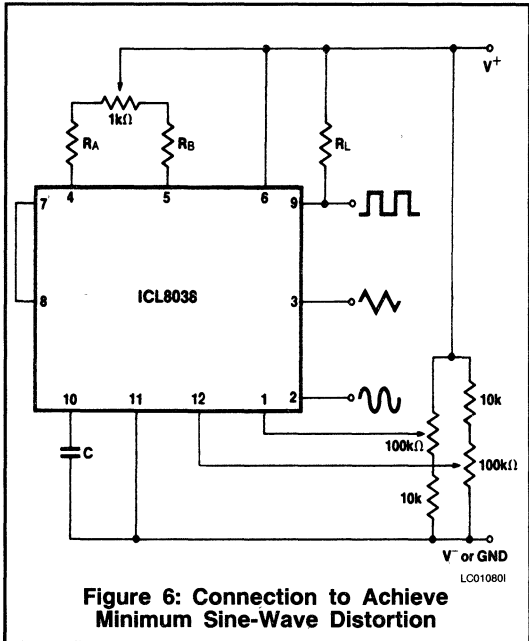 V+
1kΩ
RA
RB
RL
4
5
6
9
7
ICL8038
3
8
10
11
12
1
2
10k
C
100kΩ
100kΩ
10k
V− or GND
LC01080I
Figure 6: Connection to Achieve
Minimum Sine-Wave Distortion